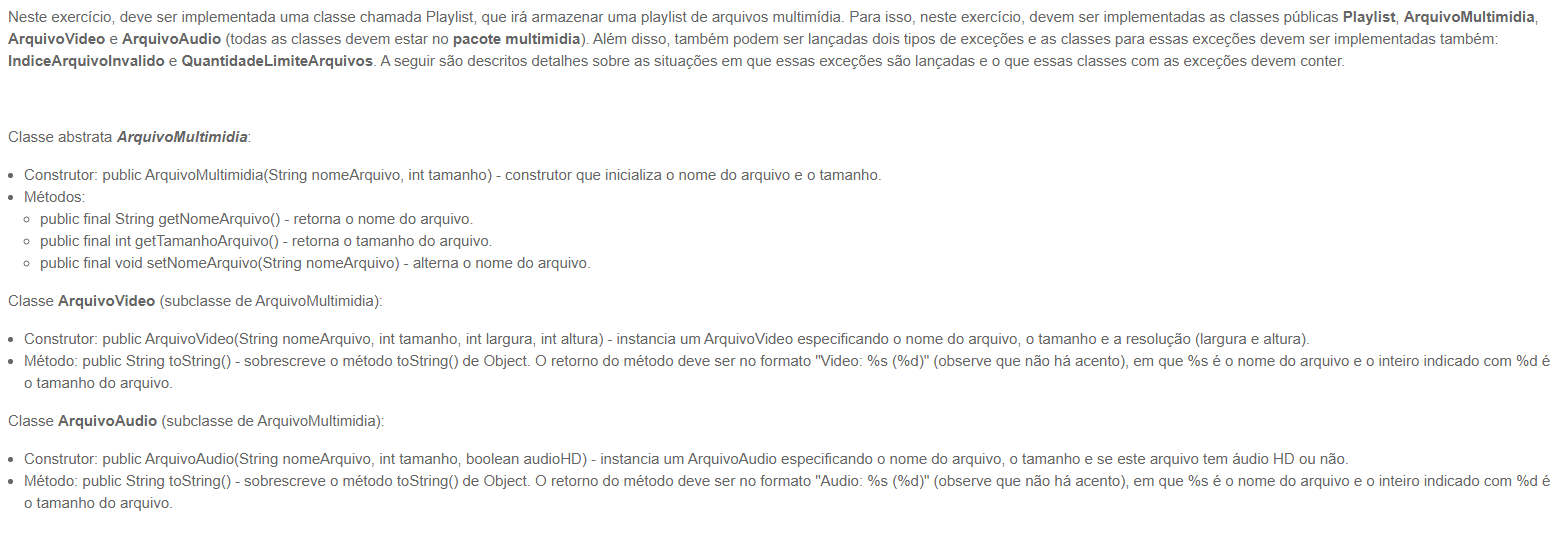 Neste exercício, deve ser implementada uma classe chamada Playlist, que irá armazenar uma playlist de arquivos multimídia. Para isso, neste exercício, devem ser implementadas as classes públicas Playlist, ArquivoMultimidia,
ArquivoVideo e ArquivoAudio (todas as classes devem estar no pacote multimidia). Além disso, também podem ser lançadas dois tipos de exceções e as classes para essas exceções devem ser implementadas também:
IndiceArquivoInvalido e QuantidadeLimiteArquivos. A seguir são descritos detalhes sobre as situações em que essas exceções são lançadas e o que essas classes com as exceções devem conter.
Classe abstrata ArquivoMultimidia:
• Construtor: public ArquivoMultimidia(String nomeArquivo, int tamanho) - construtor que inicializa o nome do arquivo e o tamanho.
• Métodos:
◦ public final String getNomeArquivo() - retorna o nome do arquivo.
◦ public final int getTamanhoArquivo() - retorna o tamanho do arquivo.
◦ public final void setNomeArquivo(String nomeArquivo) - alterna o nome do arquivo.
Classe ArquivoVideo (subclasse de ArquivoMultimidia):
• Construtor: public ArquivoVideo(String nomeArquivo, int tamanho, int largura, int altura) - instancia um ArquivoVideo especificando o nome do arquivo, o tamanho e a resolução (largura e altura).
• Método: public String toString() - sobrescreve o método toString() de Object. O retorno do método deve ser no formato "Video: %s (%d)" (observe que não há acento), em que %s é o nome do arquivo e o inteiro indicado com %d é
o tamanho do arquivo.
Classe ArquivoAudio (subclasse de ArquivoMultimidia):
• Construtor: public ArquivoAudio(String nomeArquivo, int tamanho, boolean audioHD) - instancia um ArquivoAudio especificando o nome do arquivo, o tamanho e se este arquivo tem áudio HD ou não.
• Método: public String toString() - sobrescreve o método toString() de Object. O retorno do método deve ser no formato "Audio: %s (%d)" (observe que não há acento), em que %s é o nome do arquivo e o inteiro indicado com %d é
o tamanho do arquivo.